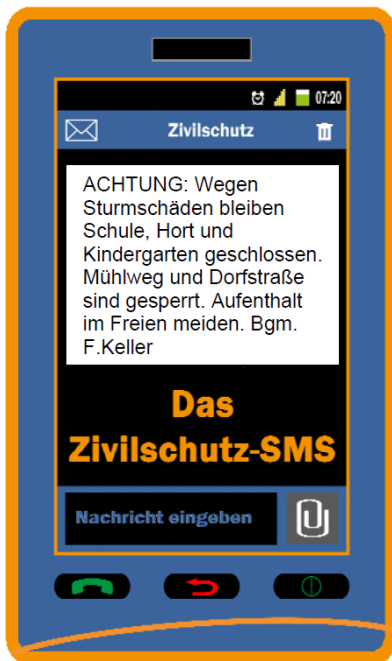 07:20
Zivilschutz
ACHTUNG: Wegen
Sturmschäden bleiben
Schule, Hort und
Kindergarten geschlossen.
Mühlweg und Dorfstraße
sind gesperrt. Aufenthalt
im Freien meiden. Bgm.
F.Keller
Das
Zivilschutz-SMS
Nachricht eingeben